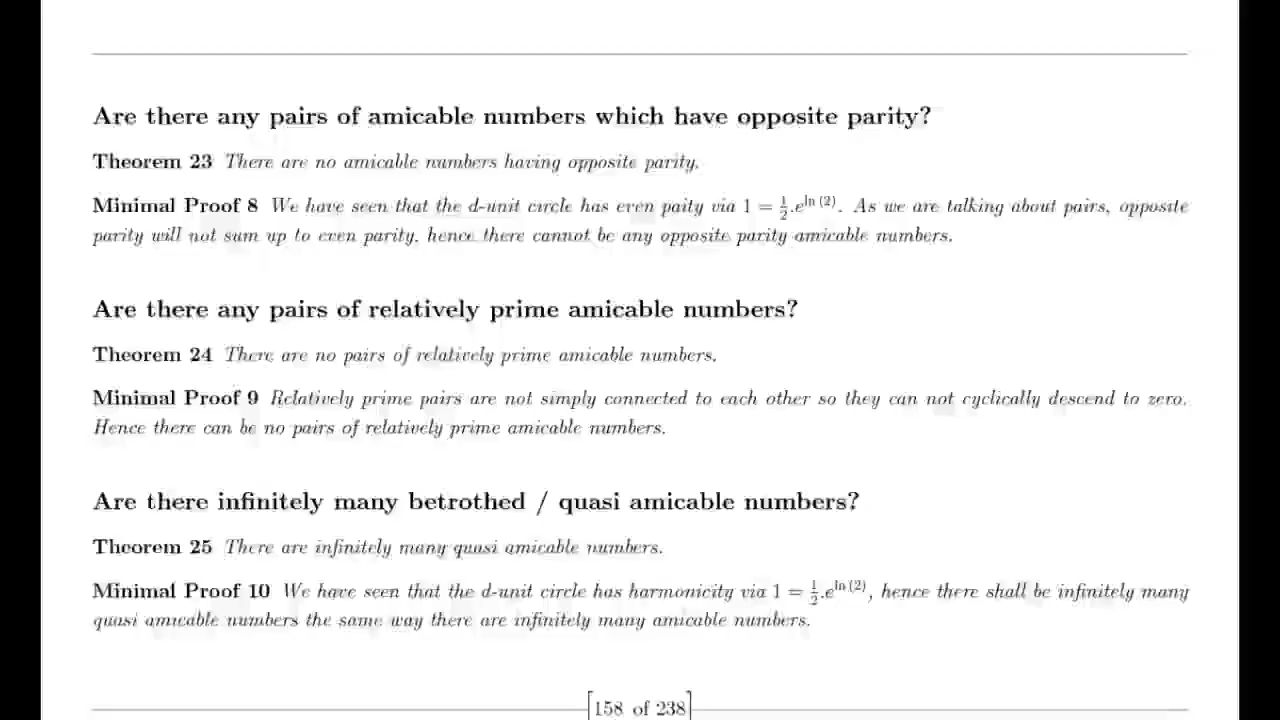 Are there any pairs of amicable numbers which have opposite parity?
Theorem 23 There are no amicable numbers having opposite parity.
Minimal Proof 8 We have seen that the d-unit circle has even paity via 1 = 1/2.e^{ln (2)}. As we are talking about pairs, opposite
parity will not sum up to even parity. hence there cannot be any opposite parity amicable numbers.
Are there any pairs of relatively prime amicable numbers?
Theorem 24 There are no pairs of relatively prime amicable numbers.
Minimal Proof 9 Relatively prime pairs are not simply connected to each other so they can not cyclically descend to zero.
Hence there can be no pairs of relatively prime amicable numbers.
Are there infinitely many betrothed / quasi amicable numbers?
Theorem 25 There are infinitely many quasi amicable numbers.
Minimal Proof 10 We have seen that the d-unit circle has harmonicity via 1 = 1/2.e^{ln (2)}, hence there shall be infinitely many
quasi amicable numbers the same way there are infinitely many amicable numbers.
[158 of 238]